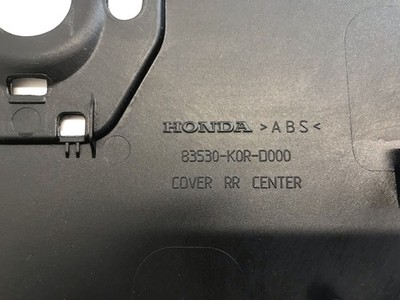 HONDA >ABS<
83530-K0R-D000
COVER RR CENTER